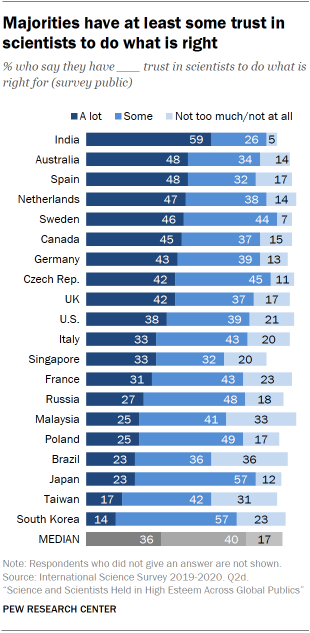 Majorities have at least some trust in
scientists to do what is right
% who say they have ___ trust in scientists to do what is
right for (survey public)
A lot Some Not too much/not at all
India 59 26 5
Australia 48 34 14
Spain 48 32 17
Netherlands 47 38 14
Sweden 46 44 7
Canada 45 37 15
Germany 43 39 13
Czech Rep. 42 45 11
UK 42 37 17
U.S. 38 39 21
Italy 33 43 20
Singapore 33 32 20
France 31 43 23
Russia 27 48 18
Malaysia 25 41 33
Poland 25 49 17
Brazil 23 36 36
Japan 23 57 12
Taiwan 17 42 31
South Korea 14 57 23
MEDIAN 36 40 17
Note: Respondents who did not give an answer are not shown.
Source: International Science Survey 2019-2020. Q2d.
"Science and Scientists Held in High Esteem Across Global Publics"
PEW RESEARCH CENTER